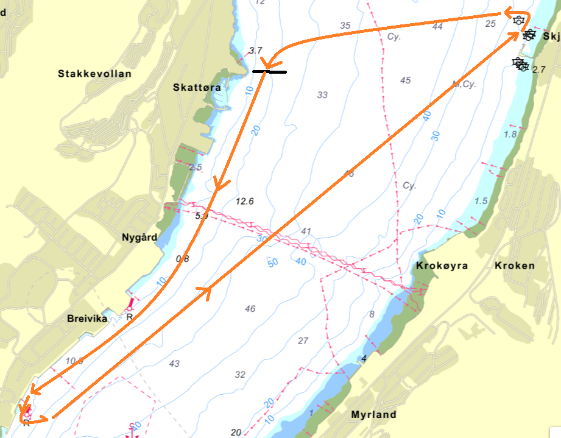 d
12
35
44
25
Cy.
Skj
3.7
Stakkevollan
Skattøra
10
45
M,Cy.
2.7
33
20
40
30
1.8
2.5
Cy.
12.6
1.5
5.9
20
10
Nygård
41
30
50
40
0.8
Krokøyra
Kroken
10
46
8
Breivika
R
27
10.6
43
4
32
1
Myrland
20